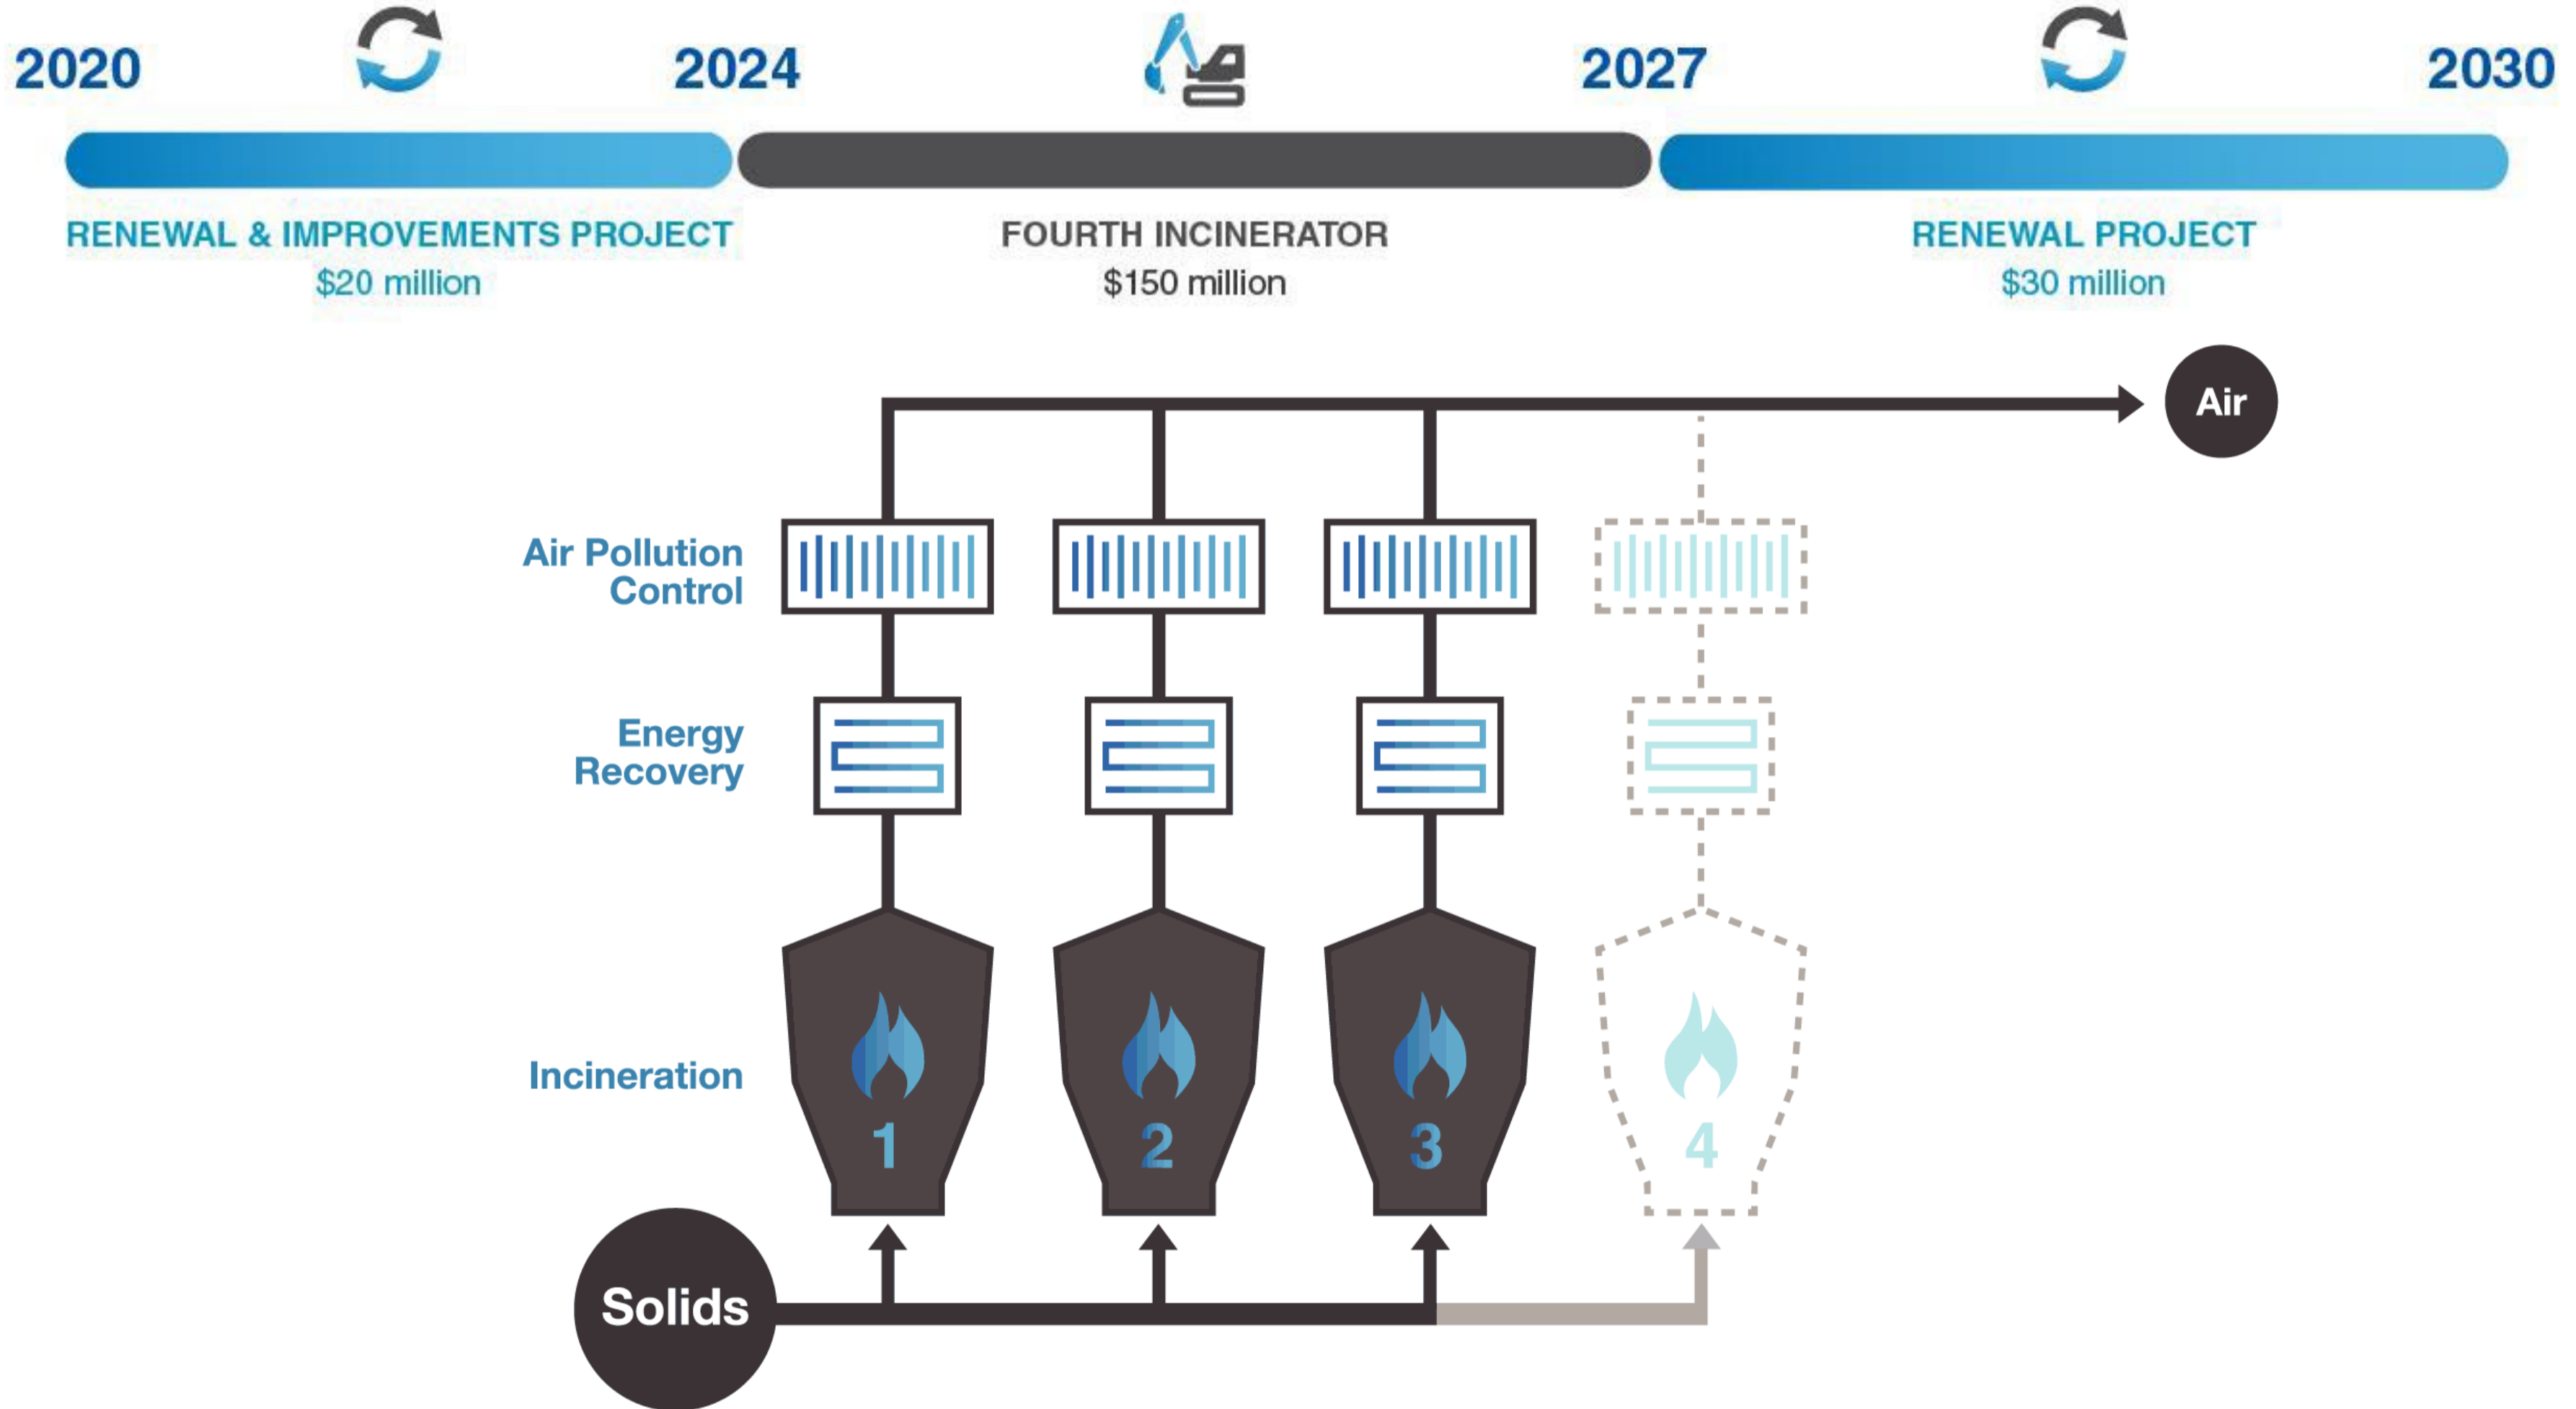 2020
2024
2027
2030
RENEWAL & IMPROVEMENTS PROJECT
$20 million
FOURTH INCINERATOR
$150 million
RENEWAL PROJECT
$30 million
Air
Air Pollution
Control
Energy
Recovery
Incineration
1
2
3
4
Solids